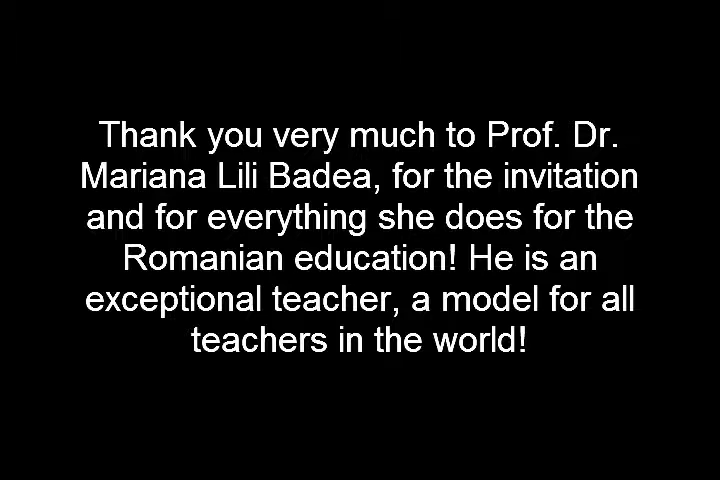 Thank you very much to Prof. Dr.
Mariana Lili Badea, for the invitation
and for everything she does for the
Romanian education! He is an
exceptional teacher, a model for all
teachers in the world!